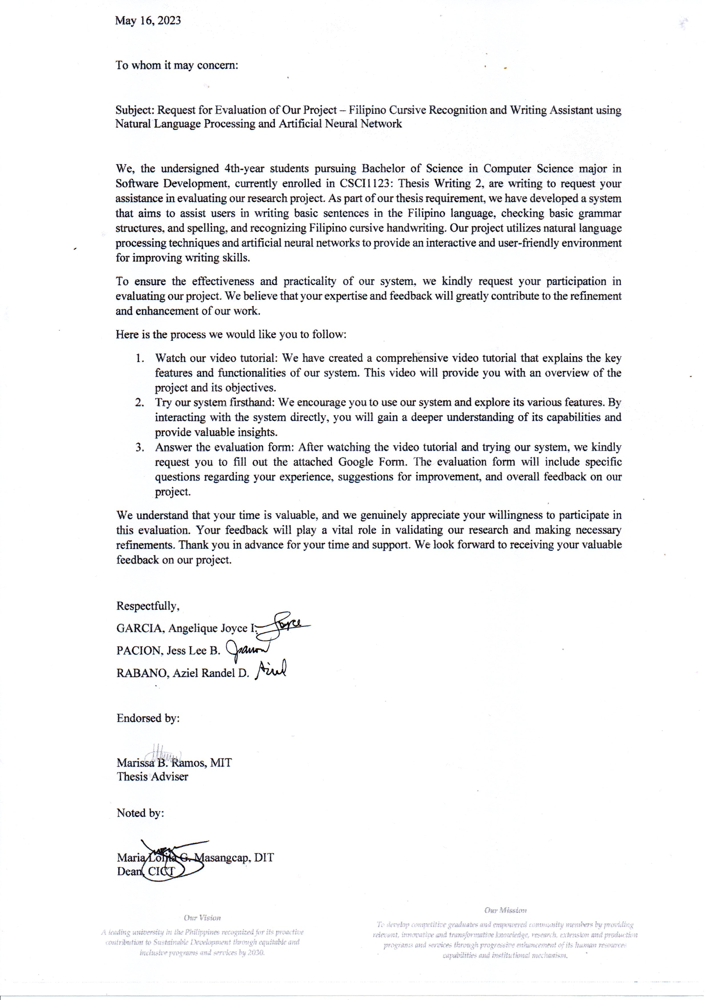 May 16, 2023
To whom it may concern:
Subject: Request for Evaluation of Our Project – Filipino Cursive Recognition and Writing Assistant using
Natural Language Processing and Artificial Neural Network
We, the undersigned 4th-year students pursuing Bachelor of Science in Computer Science major in
Software Development, currently enrolled in CSCI1123: Thesis Writing 2, are writing to request your
assistance in evaluating our research project. As part of our thesis requirement, we have developed a system
that aims to assist users in writing basic sentences in the Filipino language, checking basic grammar
structures, and spelling, and recognizing Filipino cursive handwriting. Our project utilizes natural language
processing techniques and artificial neural networks to provide an interactive and user-friendly environment
for improving writing skills.
To ensure the effectiveness and practicality of our system, we kindly request your participation in
evaluating our project. We believe that your expertise and feedback will greatly contribute to the refinement
and enhancement of our work.
Here is the process we would like you to follow:
1. Watch our video tutorial: We have created a comprehensive video tutorial that explains the key
features and functionalities of our system. This video will provide you with an overview of the
project and its objectives.
2. Try our system firsthand: We encourage you to use our system and explore its various features. By
interacting with the system directly, you will gain a deeper understanding of its capabilities and
provide valuable insights.
3. Answer the evaluation form: After watching the video tutorial and trying our system, we kindly
request you to fill out the attached Google Form. The evaluation form will include specific
questions regarding your experience, suggestions for improvement, and overall feedback on our
project.
We understand that your time is valuable, and we genuinely appreciate your willingness to participate in
this evaluation. Your feedback will play a vital role in validating our research and making necessary
refinements. Thank you in advance for your time and support. We look forward to receiving your valuable
feedback on our project.
Respectfully,
GARCIA, Angelique Joyce I. Joyce
PACION, Jess Lee B.
RABANO, Aziel Randel D. Aziel
Endorsed by:
Marissa B. Ramos, MIT
Thesis Adviser
Noted by:
Maria Lolita G. Masangcap, DIT
Dean, CICT
Our Vision
A leading university in the Philippines recognized for its proactive
contribution to Sustainable Development through equitable and
inclusive programs and services by 2030.
Our Mission
To develop competitive graduates and empowered community members by providing
relevant, innovative and transformative knowledge, research, extension and production
programs and services through progressive enhancement of its human resources
capabilities and institutional mechanism.